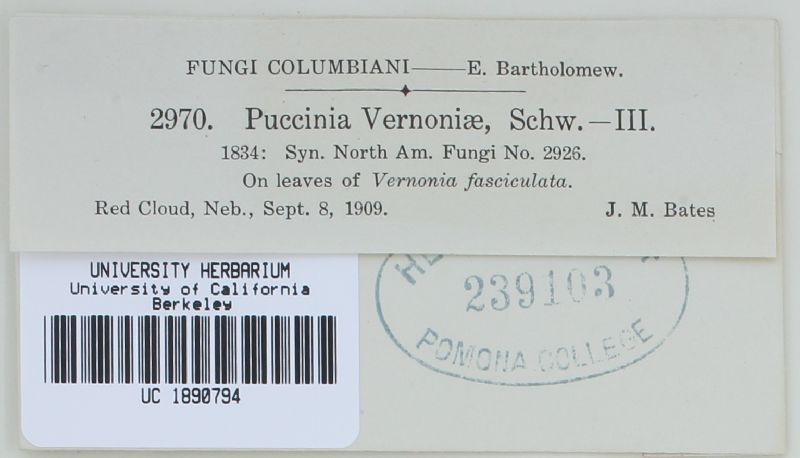 FUNGI COLUMBIANI——E. Bartholomew.
2970. Puccinia Vernoniæ, Schw.—III.
1834: Syn. North Am. Fungi No. 2926.
On leaves of Vernonia fasciculata.
Red Cloud, Neb., Sept. 8, 1909. J. M. Bates
UNIVERSITY HERBARIUM
University of California
Berkeley
UC 1890794
239103
POMONA COLLEGE